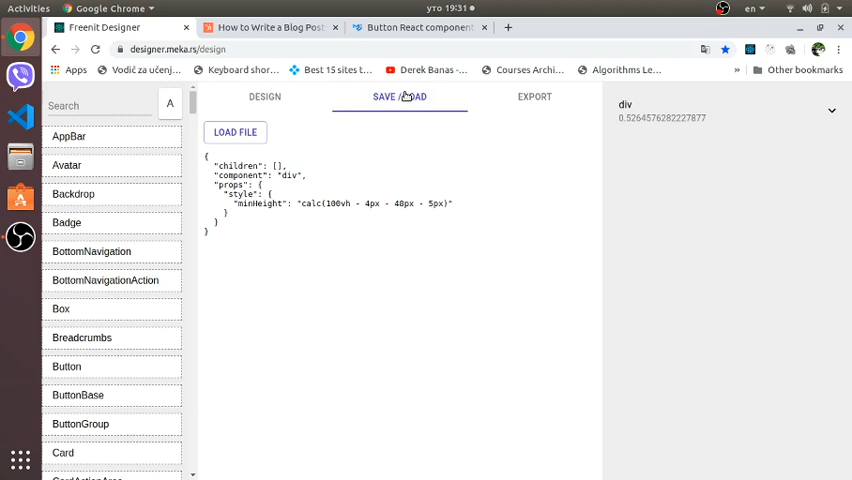 Activities
Google Chrome
уто 19:31
en
Freenit Designer
How to Write a Blog Post
Button React component
designer.meka.rs/design
Apps
Vodič za učenj...
Keyboard shor...
Best 15 sites t...
Derek Banas -...
Courses Archi...
Algorithms Le...
»
Other bookmarks
Search
A
AppBar
Avatar
Backdrop
Badge
BottomNavigation
BottomNavigationAction
Box
Breadcrumbs
Button
ButtonBase
ButtonGroup
Card
DESIGN
SAVE / LOAD
EXPORT
LOAD FILE
{
"children": [],
"component": "div",
"props": {
"style": {
"minHeight": "calc(100vh - 4px - 48px - 5px)"
}
}
}
div
0.5264576282227877